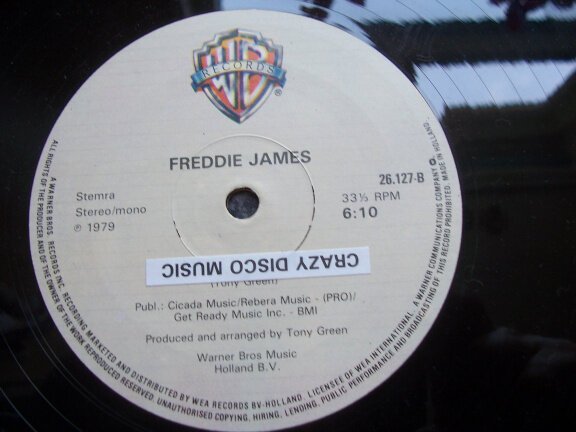 WB
RECORDS
®
FREDDIE JAMES
26.127-B
Stemra
33⅓ RPM
Stereo/mono
6:10
℗ 1979
CRAZY DISCO MUSIC
(Tony Green)
Publ.: Cicada Music/Rebera Music - (PRO)/
Get Ready Music Inc. - BMI
Produced and arranged by Tony Green
Warner Bros Music
Holland B.V.
ALL RIGHTS OF THE PRODUCER AND OF THE OWNER OF THE WORK REPRODUCED RESERVED. UNAUTHORISED COPYING, HIRING, LENDING, PUBLIC PERFORMANCE AND BROADCASTING OF THIS RECORD PROHIBITED. MADE IN HOLLAND.
A WARNER BROS. RECORDS INC. RECORDING MARKETED AND DISTRIBUTED BY WEA RECORDS BV-HOLLAND. LICENSEE OF WEA INTERNATIONAL. A WARNER COMMUNICATIONS COMPANY